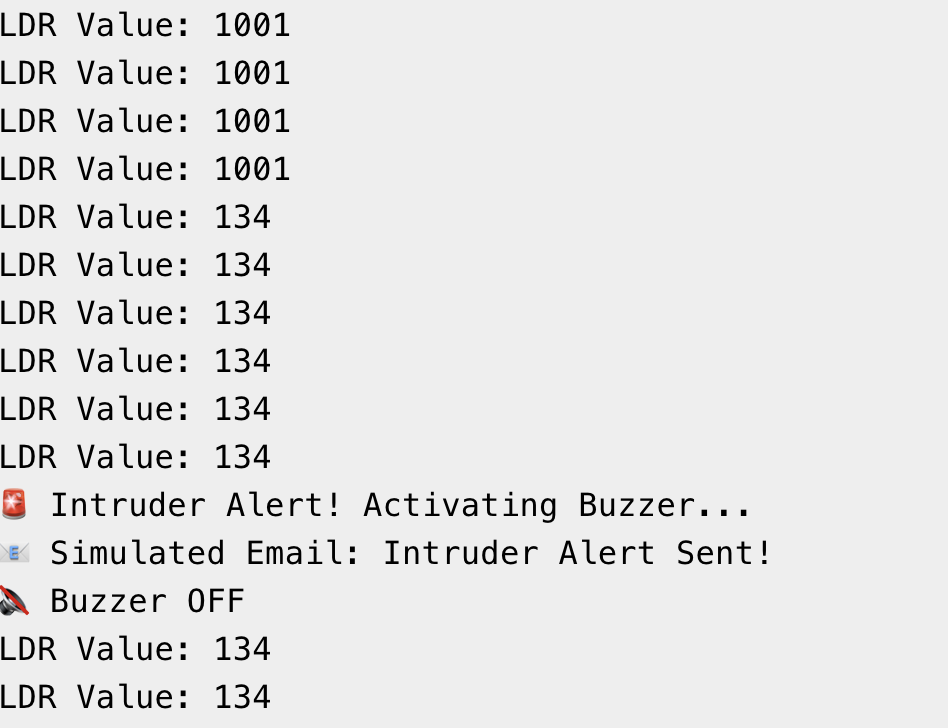 LDR Value: 1001
LDR Value: 1001
LDR Value: 1001
LDR Value: 1001
LDR Value: 134
LDR Value: 134
LDR Value: 134
LDR Value: 134
LDR Value: 134
LDR Value: 134
🚨 Intruder Alert! Activating Buzzer...
📧 Simulated Email: Intruder Alert Sent!
🔇 Buzzer OFF
LDR Value: 134
LDR Value: 134